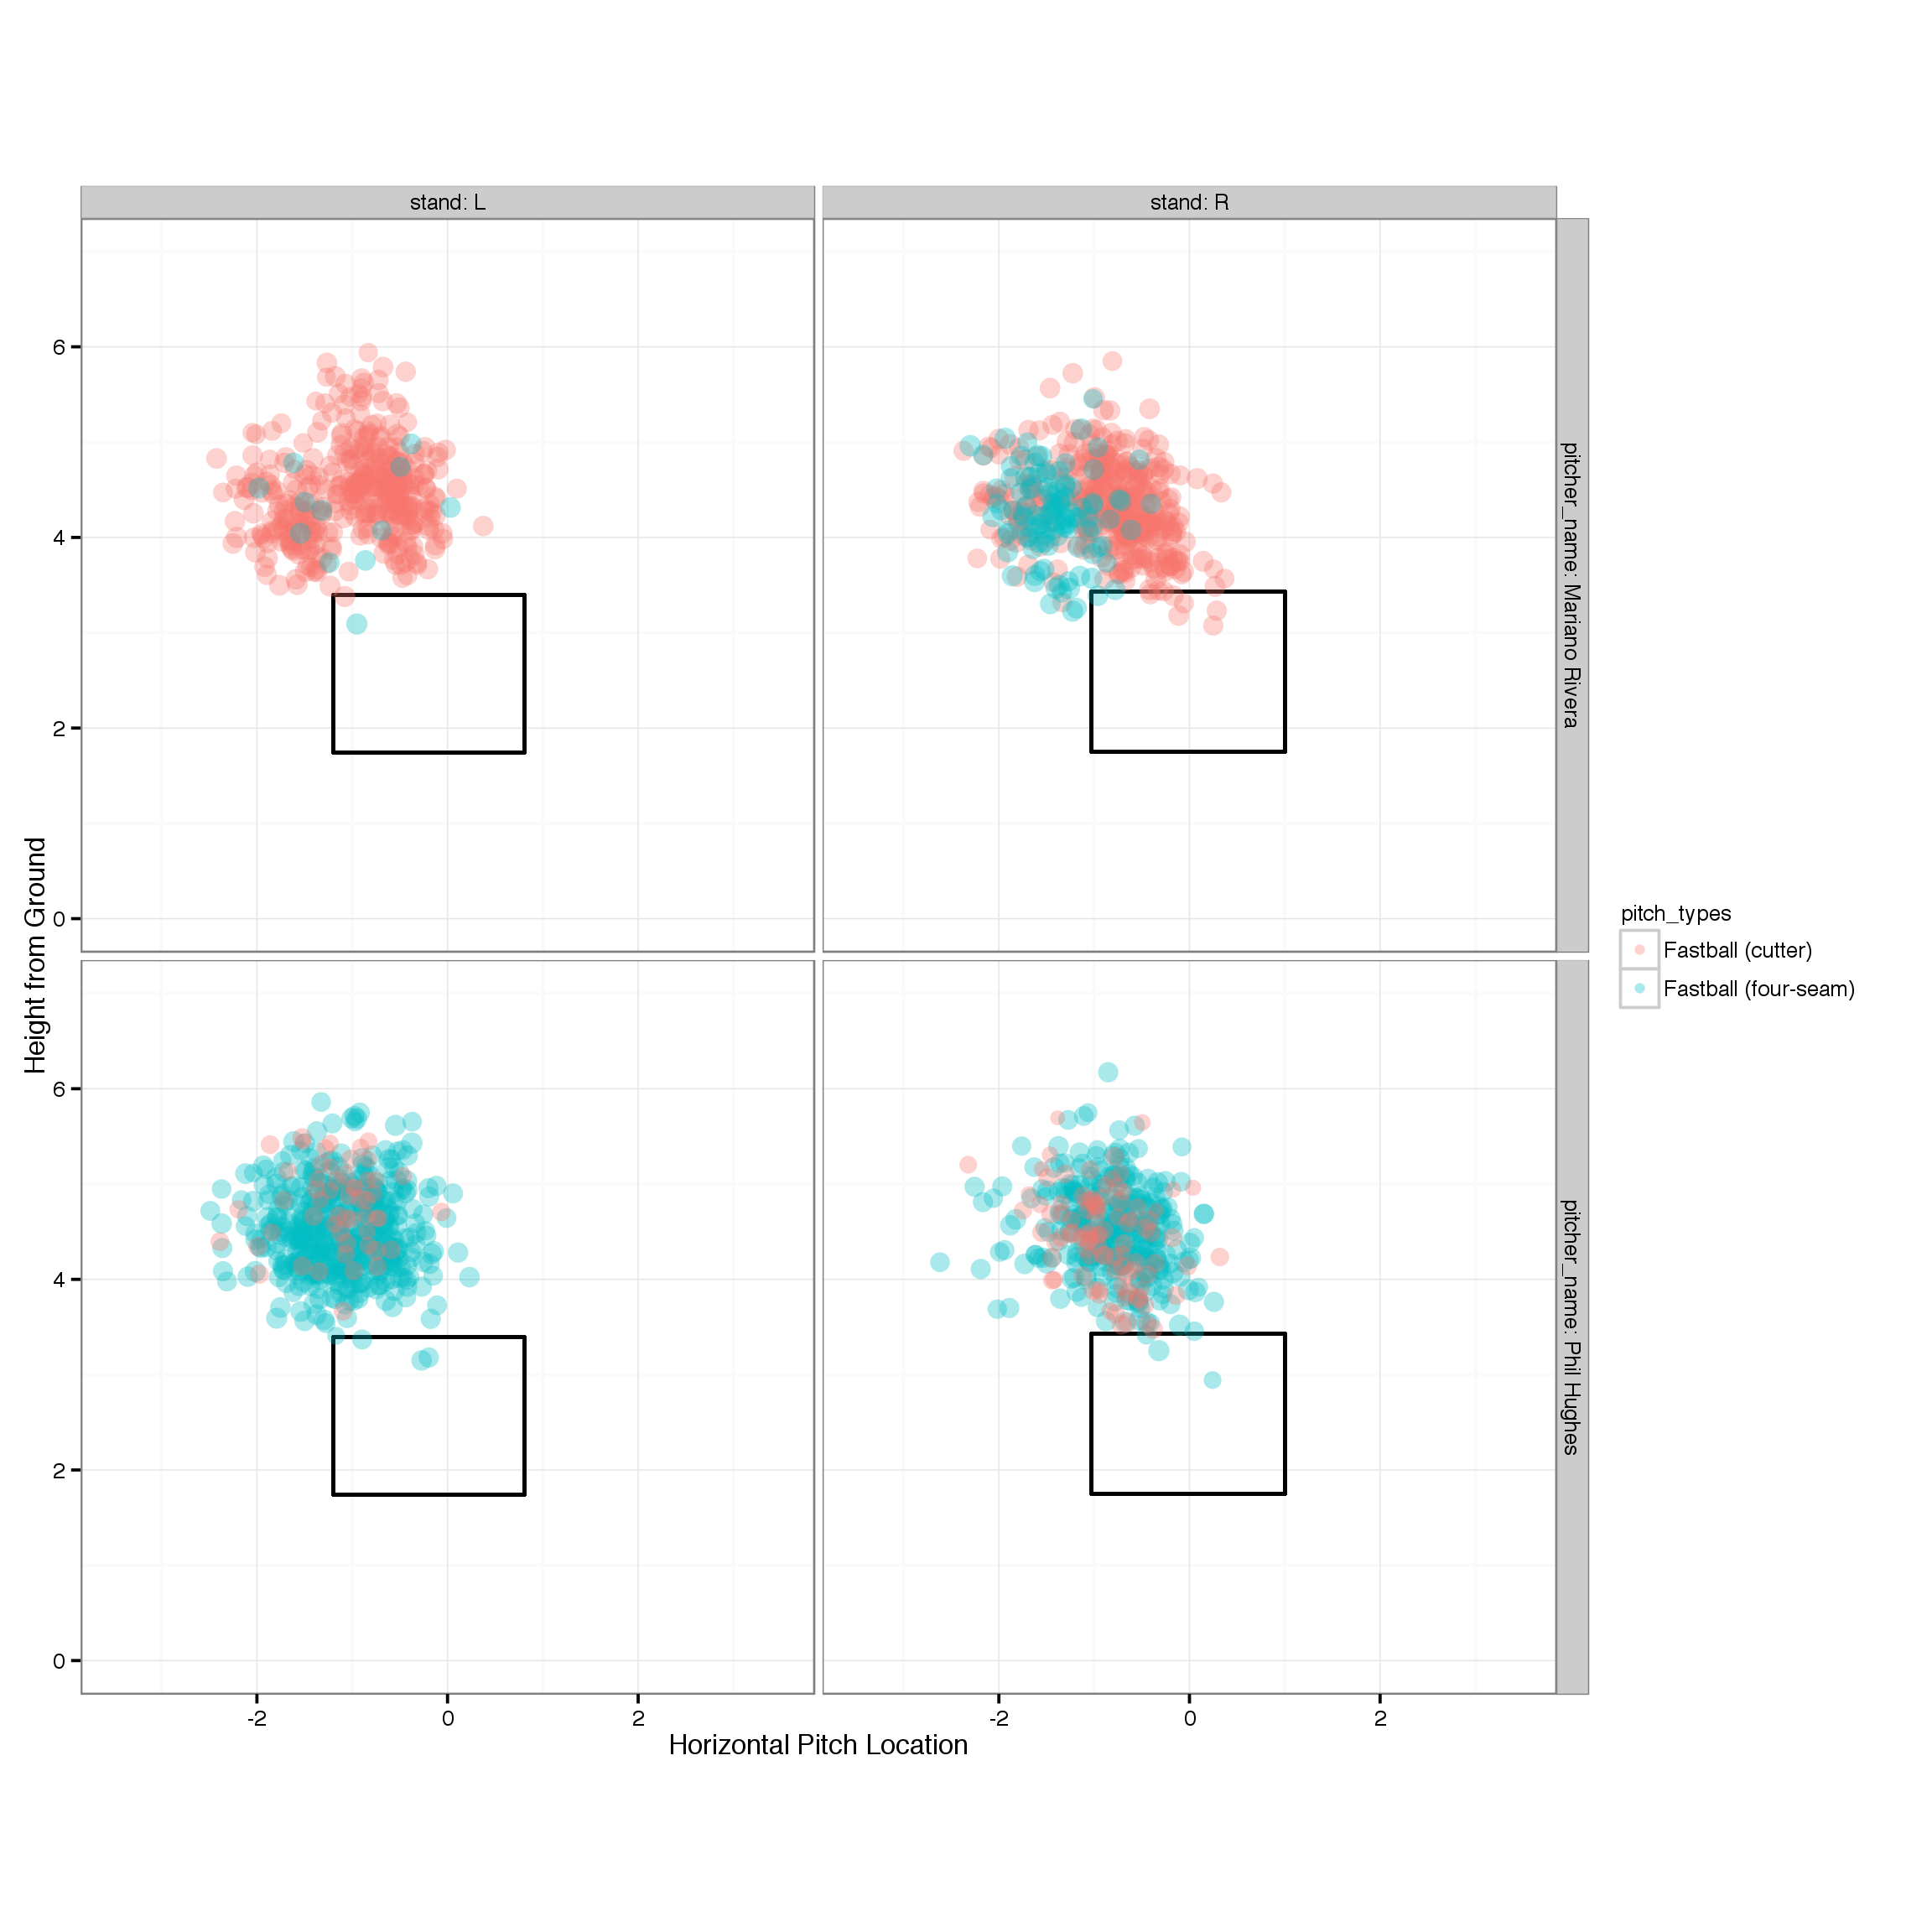 stand: L
stand: R
6
4
2
0
pitcher_name: Mariano Rivera
Height from Ground
6
4
2
0
pitcher_name: Phil Hughes
-2
0
2
-2
0
2
Horizontal Pitch Location
pitch_types
Fastball (cutter)
Fastball (four-seam)